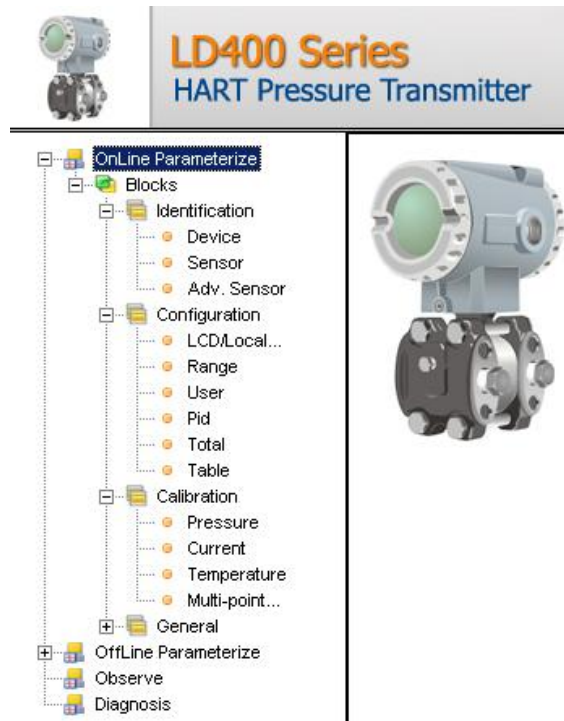 LD400 Series
HART Pressure Transmitter
OnLine Parameterize
Blocks
Identification
Device
Sensor
Adv. Sensor
Configuration
LCD/Local...
Range
User
Pid
Total
Table
Calibration
Pressure
Current
Temperature
Multi-point...
General
OffLine Parameterize
Observe
Diagnosis